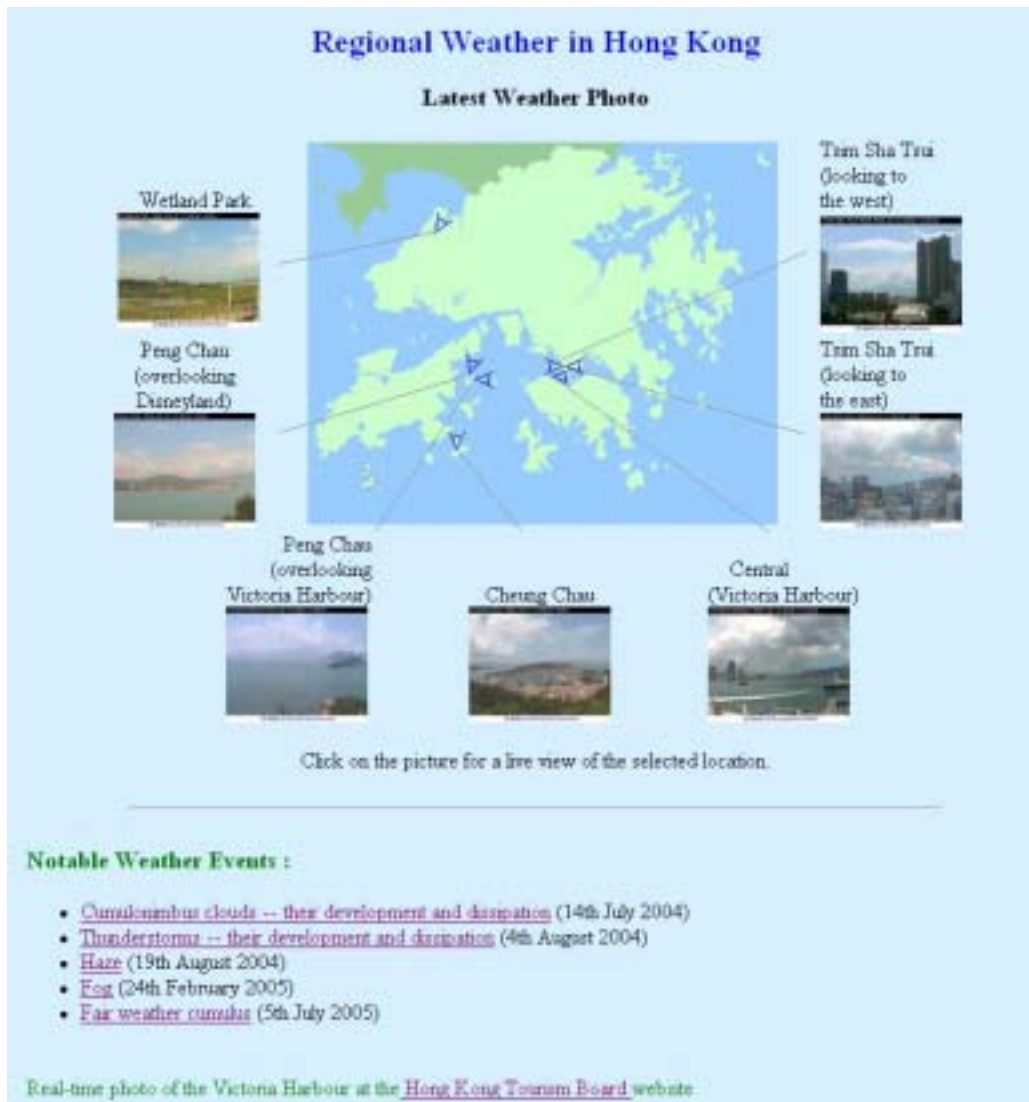 Regional Weather in Hong Kong
Latest Weather Photo
Wetland Park
Tsim Sha Tsui
(looking to
the west)
Peng Chau
(overlooking
Disneyland)
Tsim Sha Tsui
(looking to
the east)
Peng Chau
(overlooking
Victoria Harbour)
Cheung Chau
Central
(Victoria Harbour)
Click on the picture for a live view of the selected location.
Notable Weather Events :
• Cumulonimbus clouds -- their development and dissipation (14th July 2004)
• Thunderstorms -- their development and dissipation (4th August 2004)
• Haze (19th August 2004)
• Fog (24th February 2005)
• Fair weather cumulus (5th July 2005)
Real-time photo of the Victoria Harbour at the Hong Kong Tourism Board website